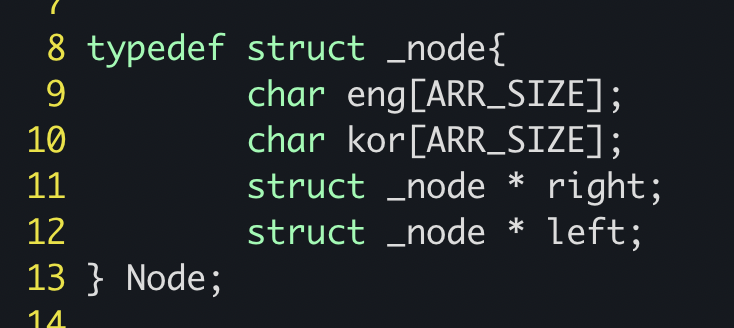 7
8 typedef struct _node{
9         char eng[ARR_SIZE];
10         char kor[ARR_SIZE];
11         struct _node * right;
12         struct _node * left;
13 } Node;
14